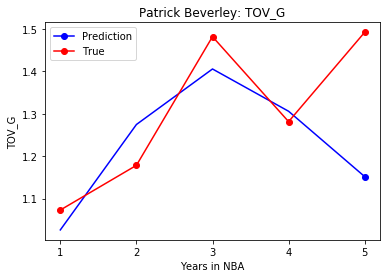 Patrick Beverley: TOV_G
Prediction
True
TOV_G
1.5
1.4
1.3
1.2
1.1
1 2 3 4 5
Years in NBA